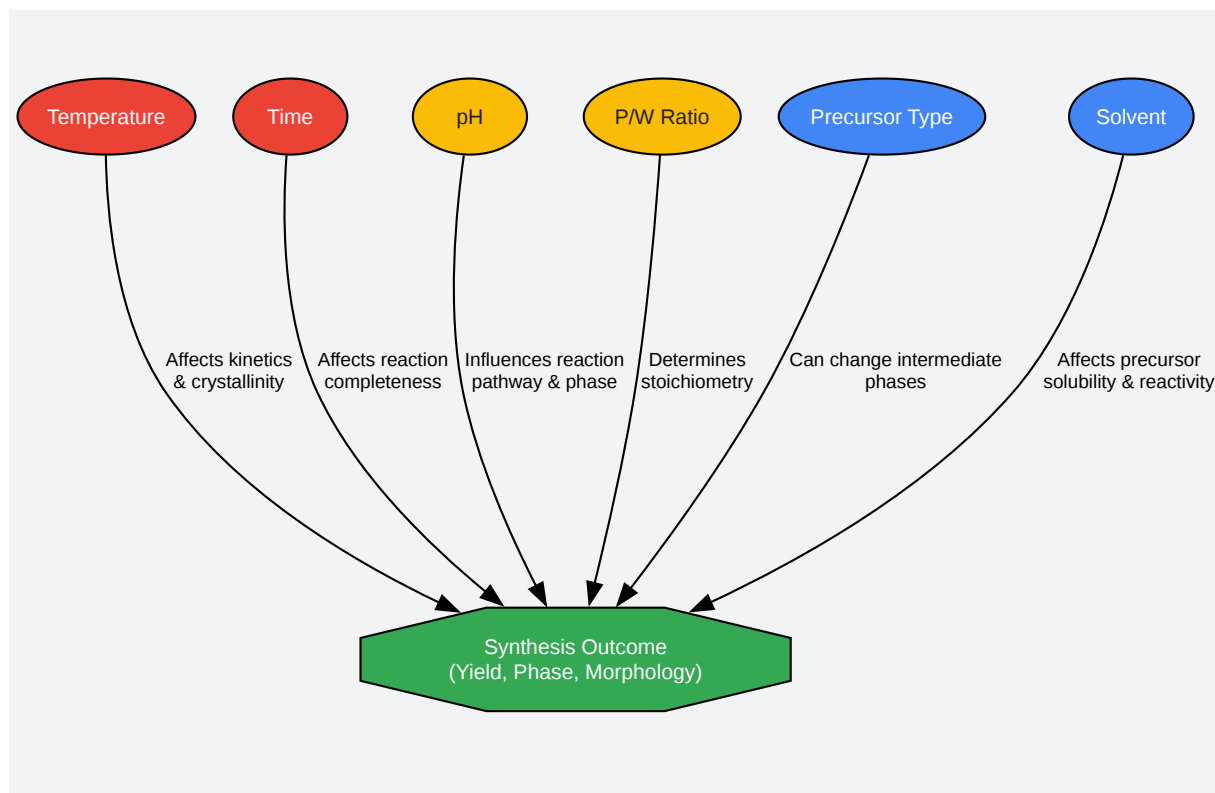 Temperature
Time
pH
P/W Ratio
Precursor Type
Solvent
Affects kinetics
& crystallinity
Affects reaction
completeness
Influences reaction
pathway & phase
Determines
stoichiometry
Can change intermediate
phases
Affects precursor
solubility & reactivity
Synthesis Outcome
(Yield, Phase, Morphology)